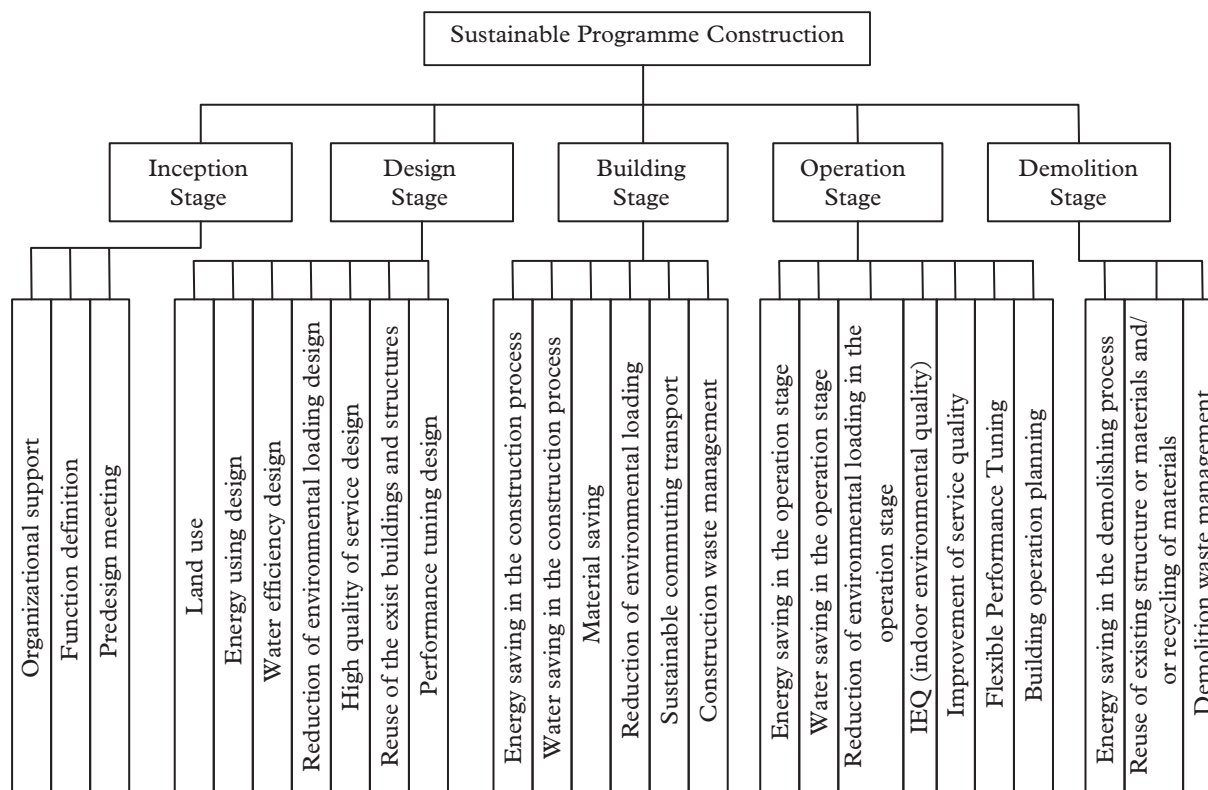 Sustainable Programme Construction
Inception
Stage
Design
Stage
Building
Stage
Operation
Stage
Demolition
Stage
Organizational support
Function definition
Predesign meeting
Land use
Energy using design
Water efficiency design
Reduction of environmental loading design
High quality of service design
Reuse of the exist buildings and structures
Performance tuning design
Energy saving in the construction process
Water saving in the construction process
Material saving
Reduction of environmental loading
Sustainable commuting transport
Construction waste management
Energy saving in the operation stage
Water saving in the operation stage
Reduction of environmental loading in the
operation stage
IEQ (indoor environmental quality)
Improvement of service quality
Flexible Performance Tuning
Building operation planning
Energy saving in the demolishing process
Reuse of existing structure or materials and/
or recycling of materials
Demolition waste management